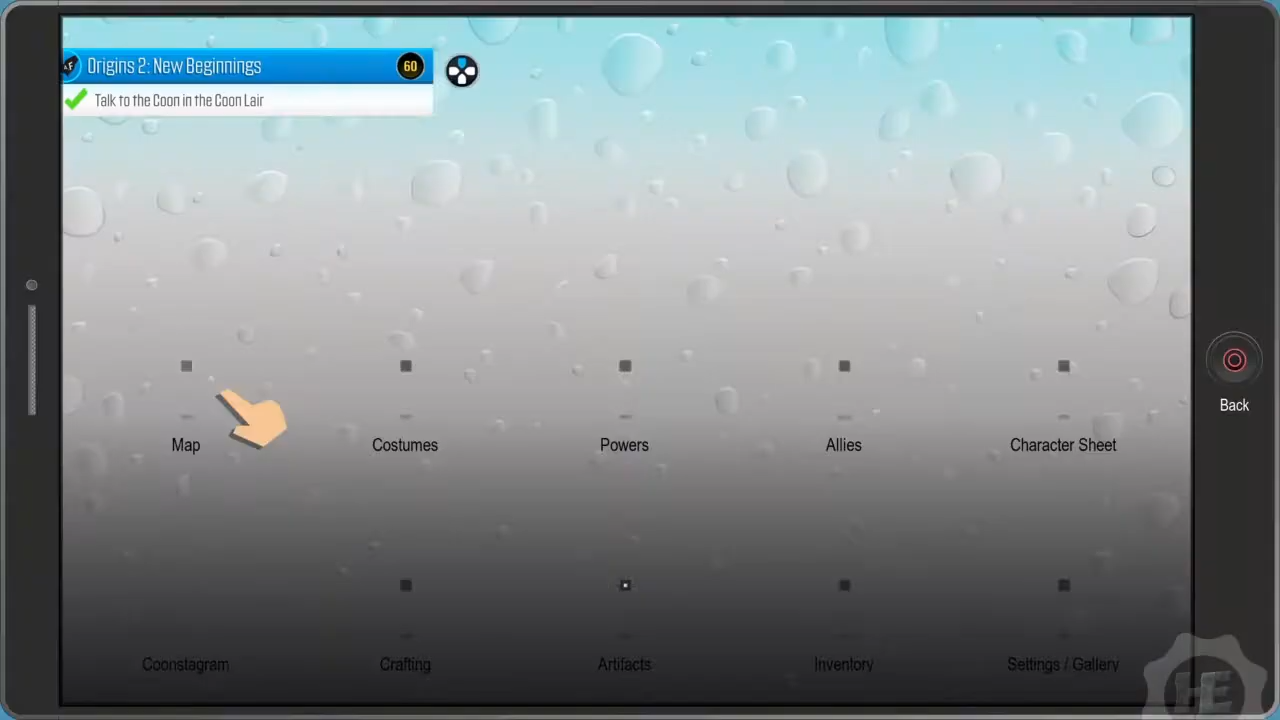 Origins 2: New Beginnings 60
Talk to the Coon in the Coon Lair
Back
Map Costumes Powers Allies Character Sheet
Coonstagram Crafting Artifacts Inventory Settings / Gallery
HE